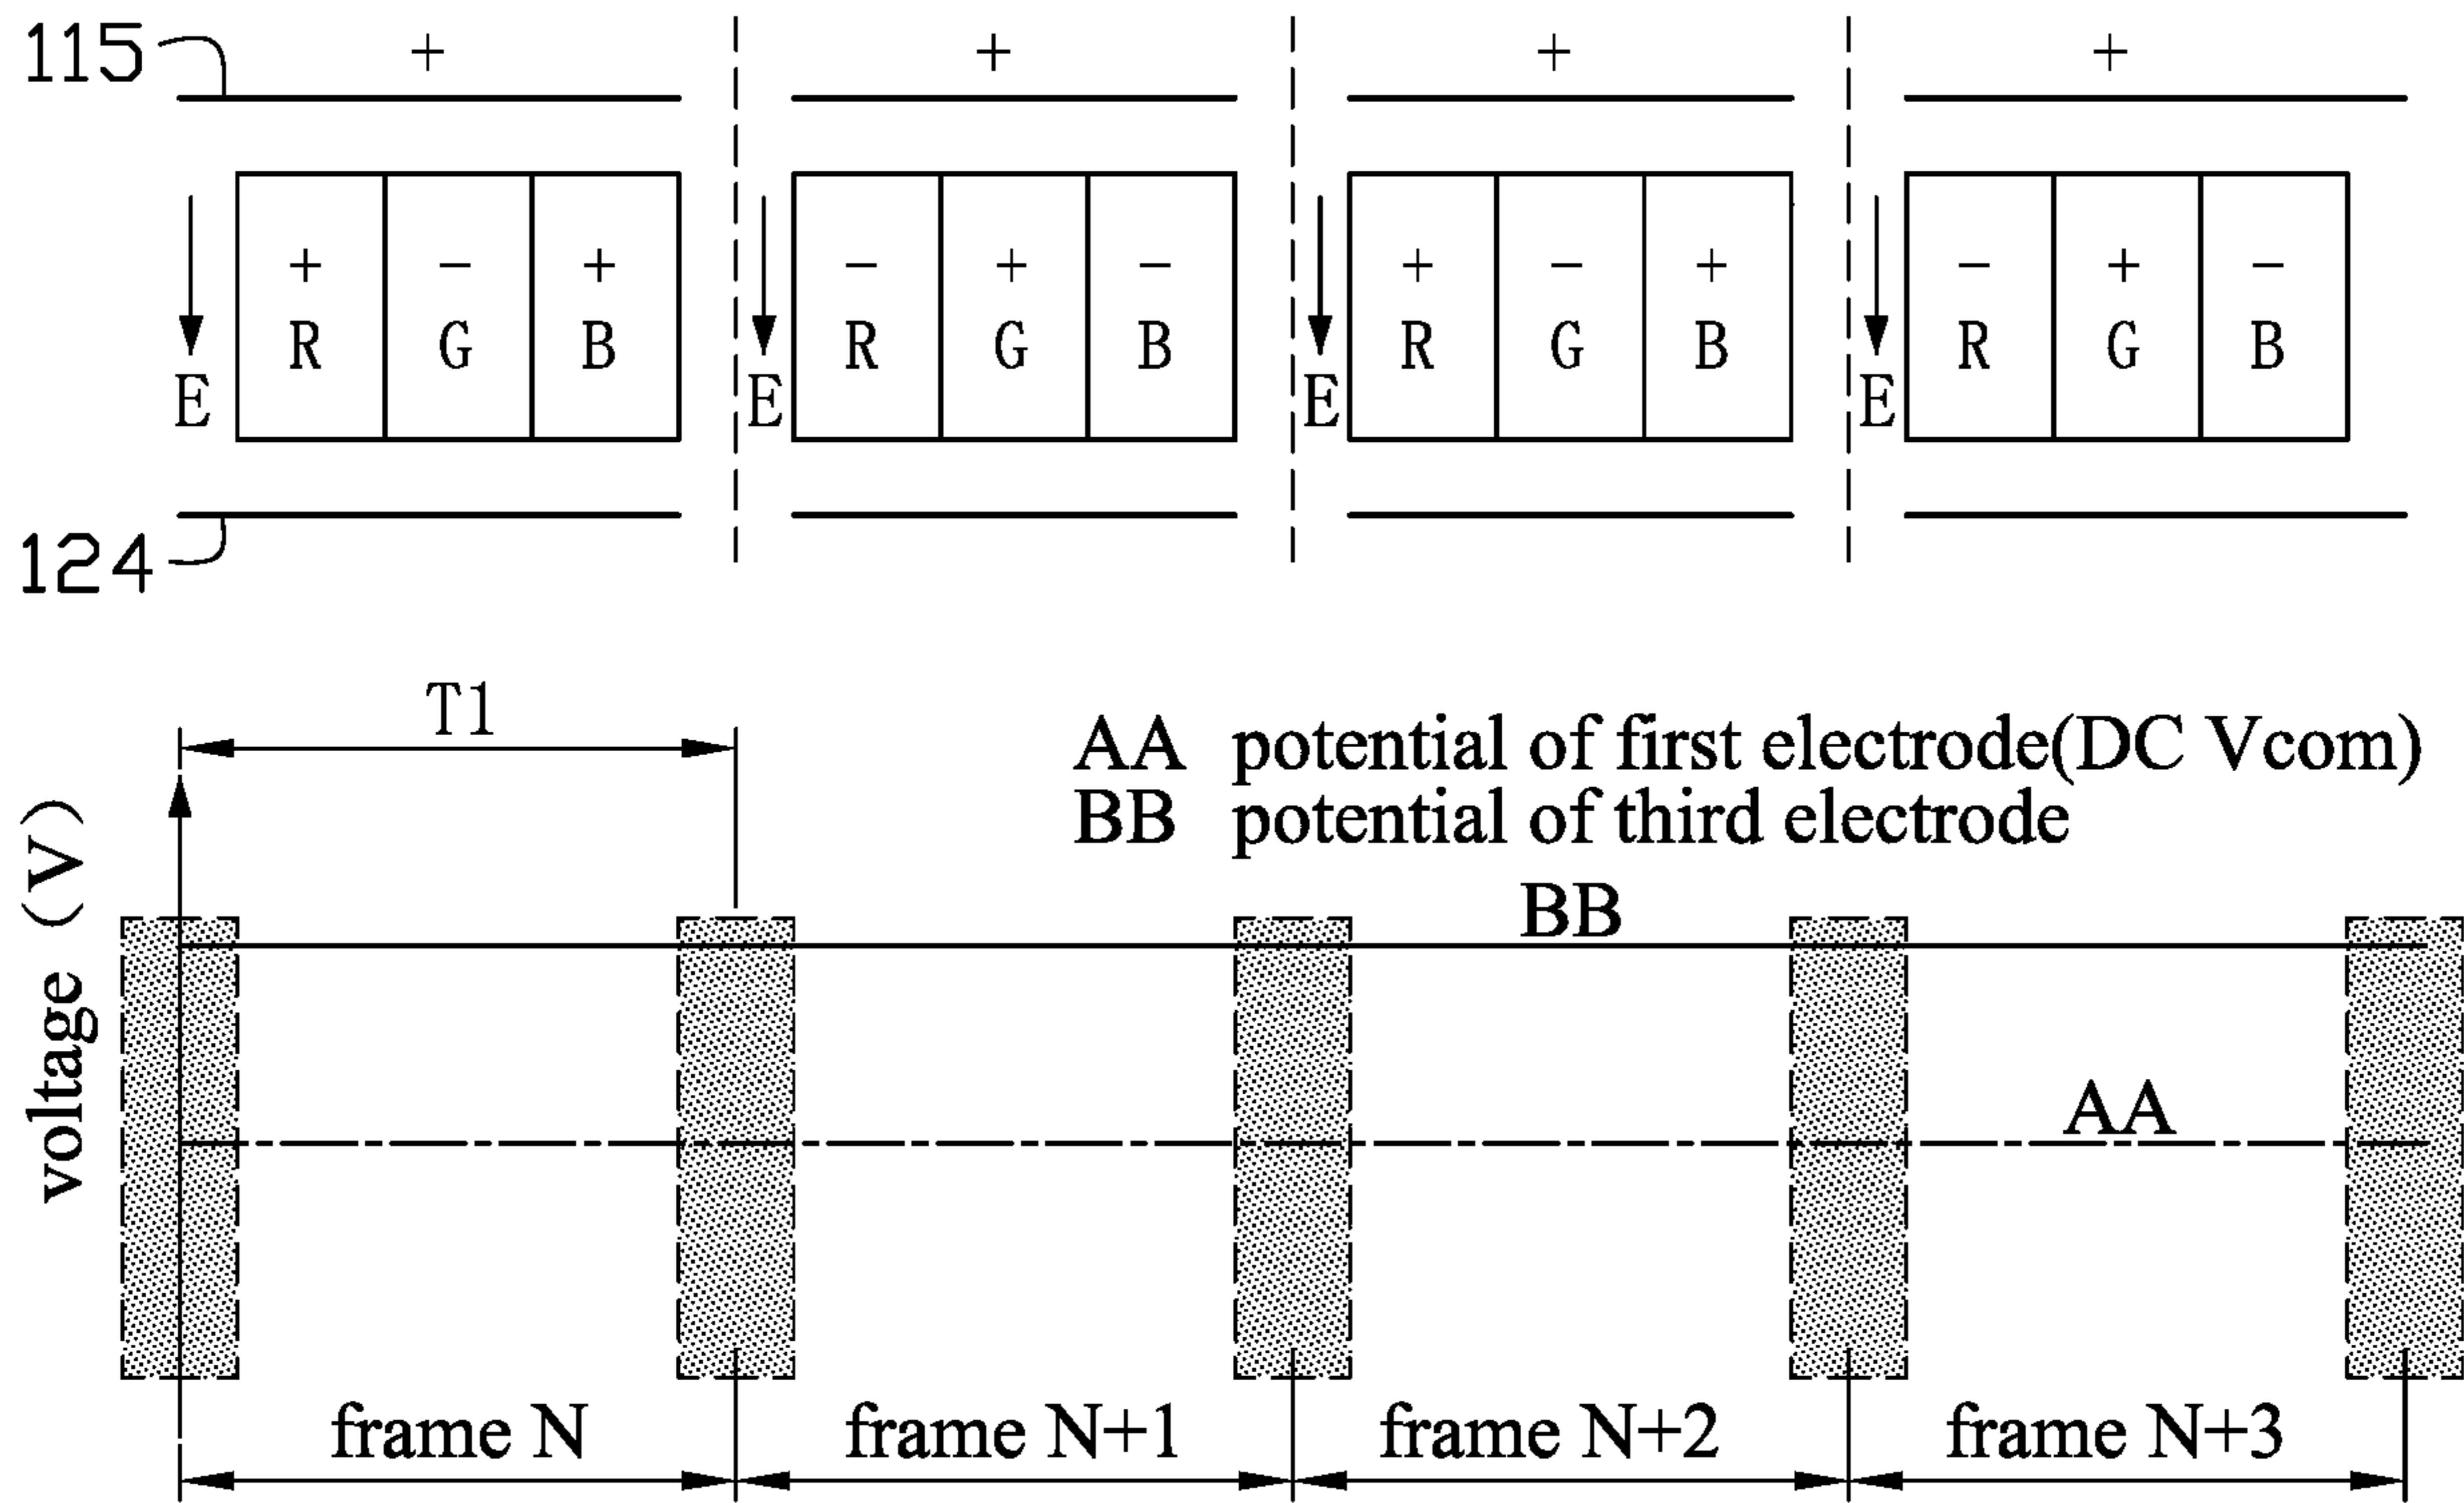 115 + + + +
+ - + - + - + - + - + -
R G B R G B R G B R G B
E E E E
124
T1
AA potential of first electrode(DC Vcom)
BB potential of third electrode
voltage (V)
BB
AA
frame N frame N+1 frame N+2 frame N+3